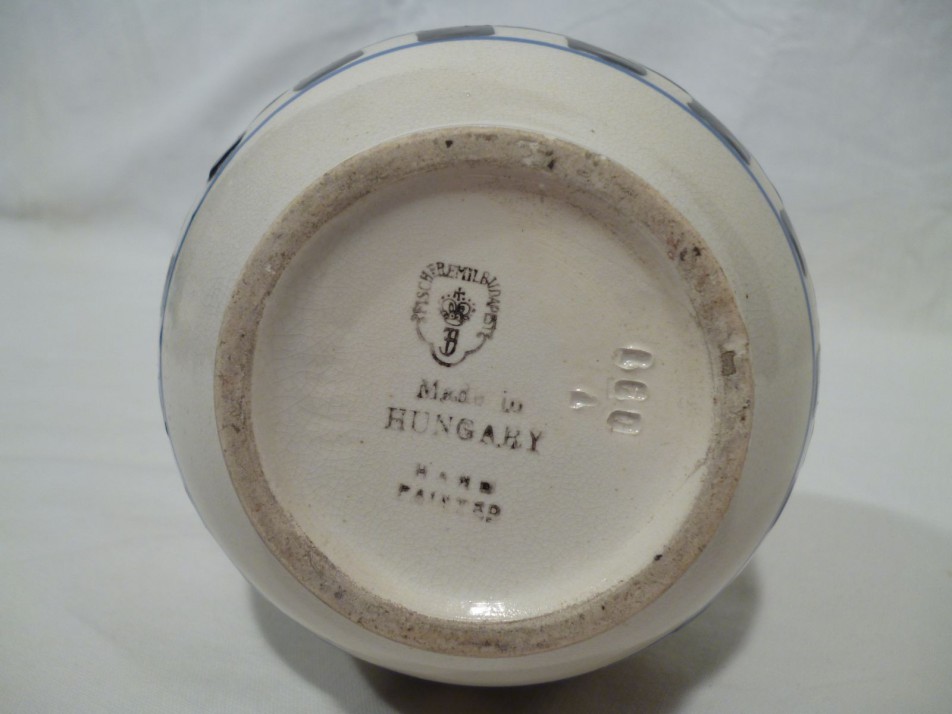 FISCHER EMIL BUDAPEST
Made in
HUNGARY
HAND
PAINTED